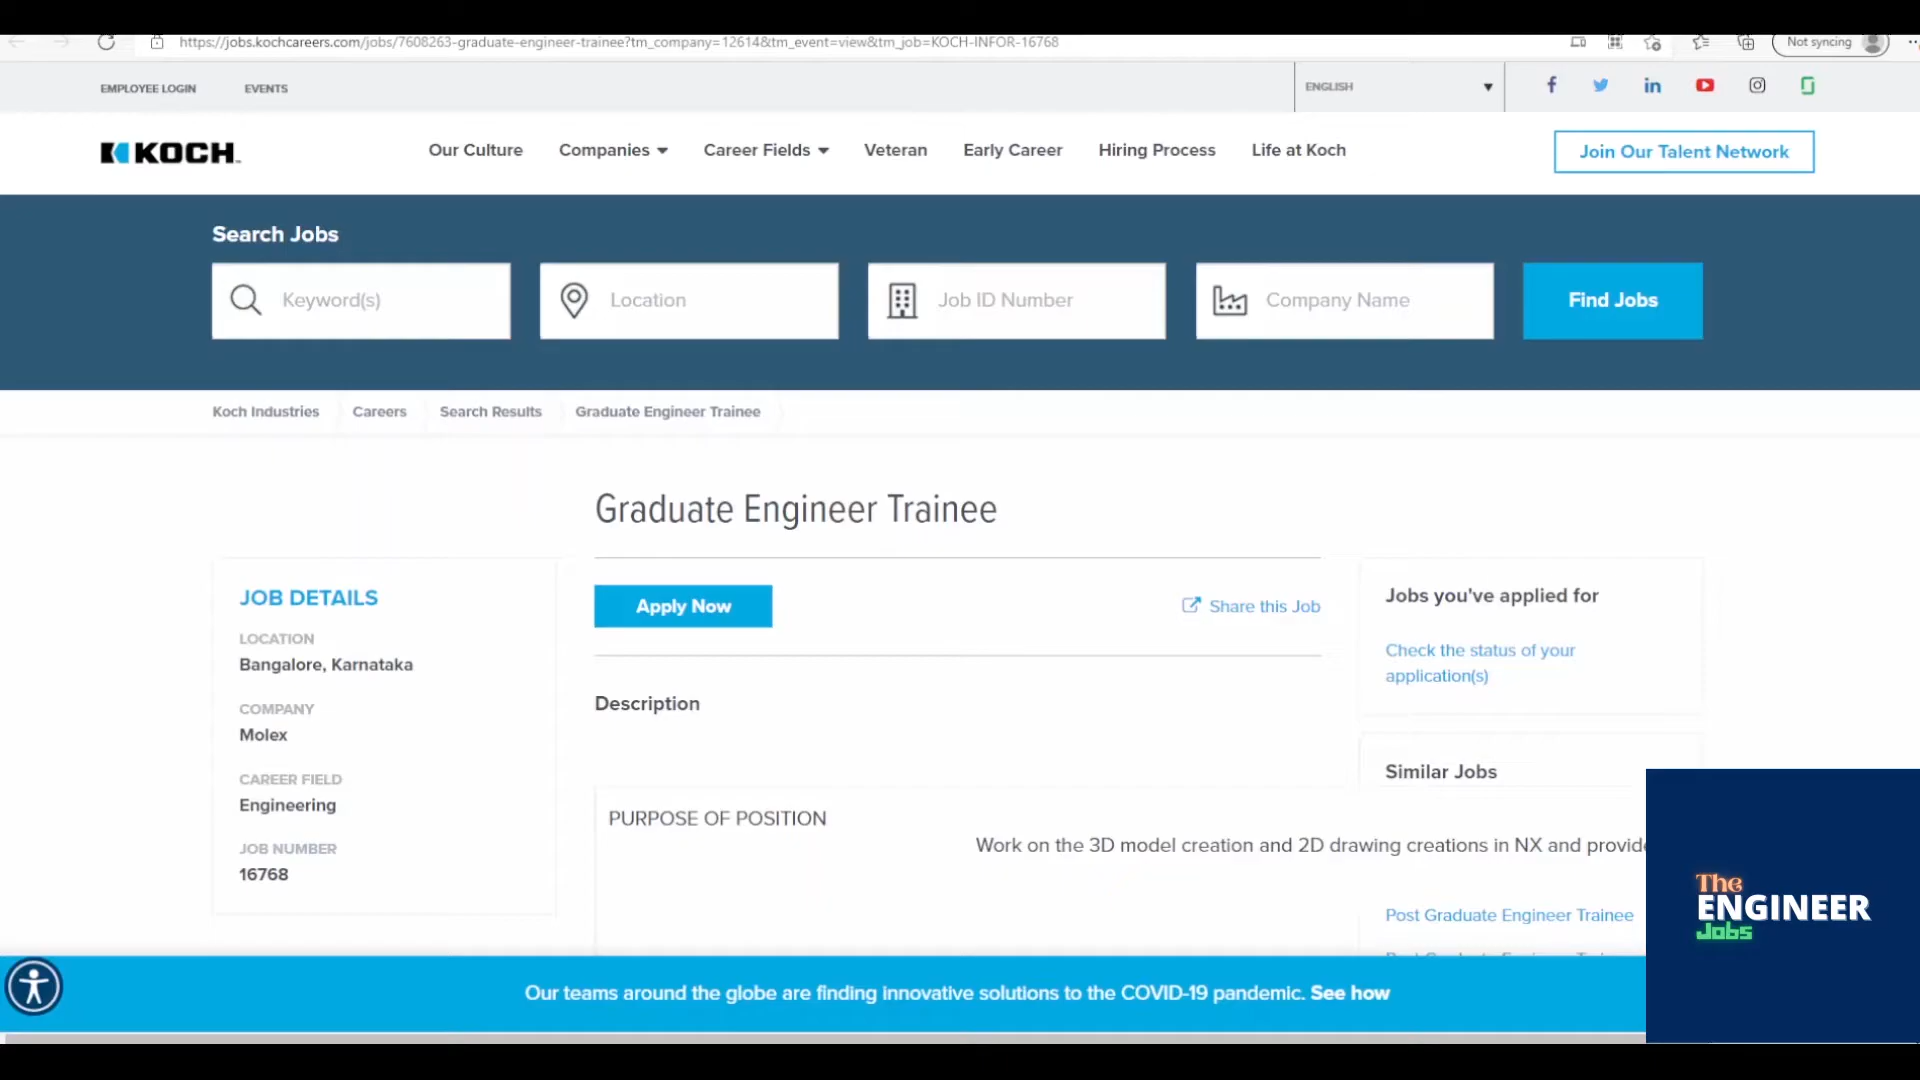 https://jobs.kochcareers.com/jobs/7608263-graduate-engineer-trainee?tm_company=12614&tm_event=view&tm_job=KOCH-INFOR-16768
Not syncing
EMPLOYEE LOGIN
EVENTS
ENGLISH
KOCH
Our Culture
Companies
Career Fields
Veteran
Early Career
Hiring Process
Life at Koch
Join Our Talent Network
Search Jobs
Keyword(s)
Location
Job ID Number
Company Name
Find Jobs
Koch Industries
Careers
Search Results
Graduate Engineer Trainee
Graduate Engineer Trainee
JOB DETAILS
LOCATION
Bangalore, Karnataka
COMPANY
Molex
CAREER FIELD
Engineering
JOB NUMBER
16768
Apply Now
Share this Job
Description
PURPOSE OF POSITION
Work on the 3D model creation and 2D drawing creations in NX and provide
Jobs you've applied for
Check the status of your
application(s)
Similar Jobs
Post Graduate Engineer Trainee
Our teams around the globe are finding innovative solutions to the COVID-19 pandemic. See how
The
ENGINEER
Jobs